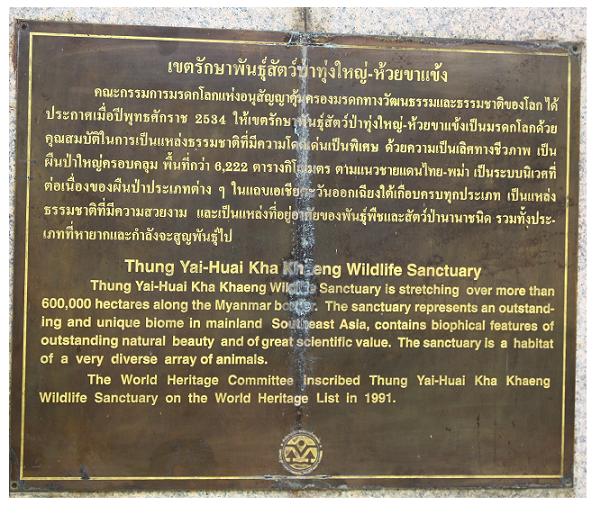 เขตรักษาพันธุ์สัตว์ป่าทุ่งใหญ่-ห้วยขาแข้ง
คณะกรรมการมรดกโลกแห่งอนุสัญญาคุ้มครองมรดกทางวัฒนธรรมและธรรมชาติของโลก ได้
ประกาศเมื่อปีพุทธศักราช 2534 ให้เขตรักษาพันธุ์สัตว์ป่าทุ่งใหญ่-ห้วยขาแข้งเป็นมรดกโลกด้วย
คุณสมบัติในการเป็นแหล่งธรรมชาติที่มีความโดดเด่นเป็นพิเศษ ด้วยความเป็นเลิศทางชีวภาพ เป็น
ผืนป่าใหญ่ครอบคลุม พื้นที่กว่า 6,222 ตารางกิโลเมตร ตามแนวชายแดนไทย-พม่า เป็นระบบนิเวศที่
ต่อเนื่องของผืนป่าประเภทต่าง ๆ ในแถบเอเชียตะวันออกเฉียงใต้เกือบครบทุกประเภท เป็นแหล่ง
ธรรมชาติที่มีความสวยงาม และเป็นแหล่งที่อยู่อาศัยของพันธุ์พืชและสัตว์ป่านานาชนิด รวมทั้งประ-
เภทที่หายากและกำลังจะสูญพันธุ์ไป
Thung Yai-Huai Kha Khaeng Wildlife Sanctuary
Thung Yai-Huai Kha Khaeng Wildlife Sanctuary is stretching over more than
600,000 hectares along the Myanmar border. The sanctuary represents an outstand-
ing and unique biome in mainland Southeast Asia, contains biophical features of
outstanding natural beauty and of great scientific value. The sanctuary is a habitat
of a very diverse array of animals.
The World Heritage Committee inscribed Thung Yai-Huai Kha Khaeng
Wildlife Sanctuary on the World Heritage List in 1991.